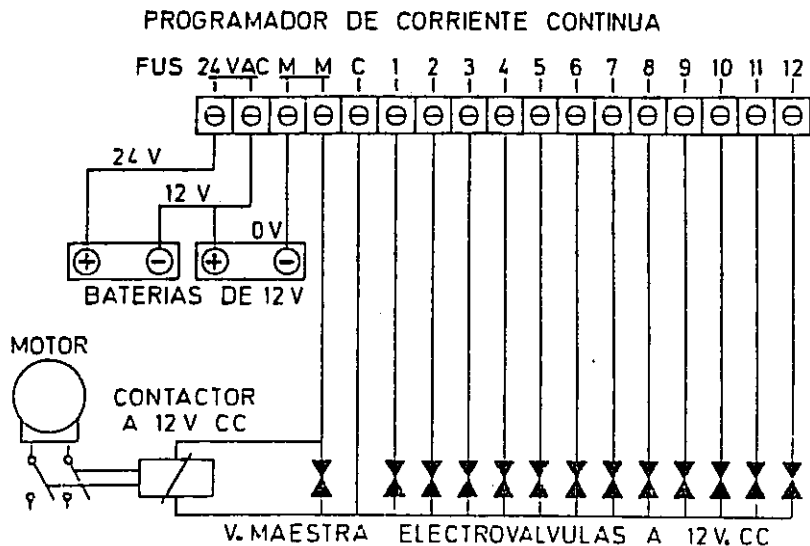 PROGRAMADOR DE CORRIENTE CONTINUA
FUS 24 VAC M M C 1 2 3 4 5 6 7 8 9 10 11 12
24 V
12 V
0 V
+ − + −
BATERIAS DE 12 V
MOTOR
CONTACTOR
A 12 V CC
V. MAESTRA ELECTROVALVULAS A 12 V. CC